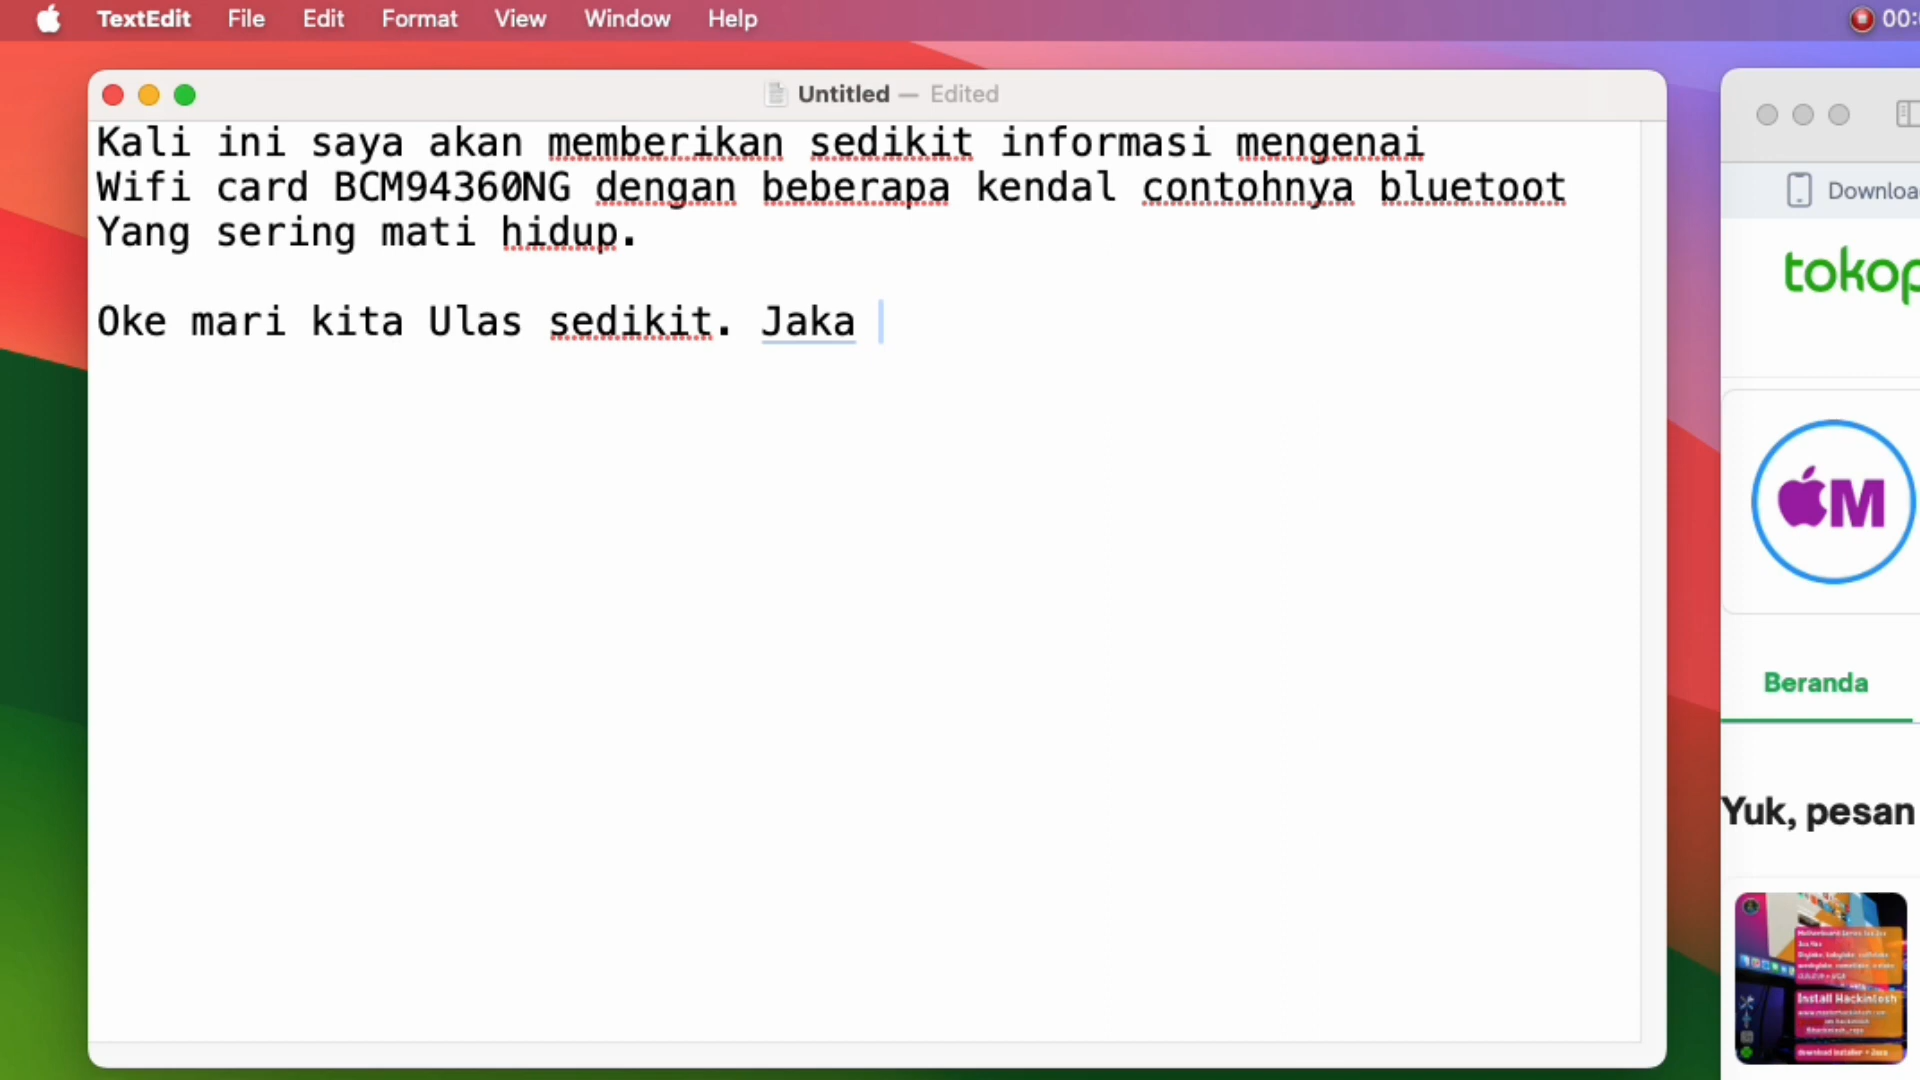 TextEdit File Edit Format View Window Help
Untitled — Edited
Kali ini saya akan memberikan sedikit informasi mengenai
Wifi card BCM94360NG dengan beberapa kendal contohnya bluetoot
Yang sering mati hidup.
Oke mari kita Ulas sedikit. Jaka
00:
Downloa
tokop
M
Beranda
Yuk, pesan
Install Hackintosh